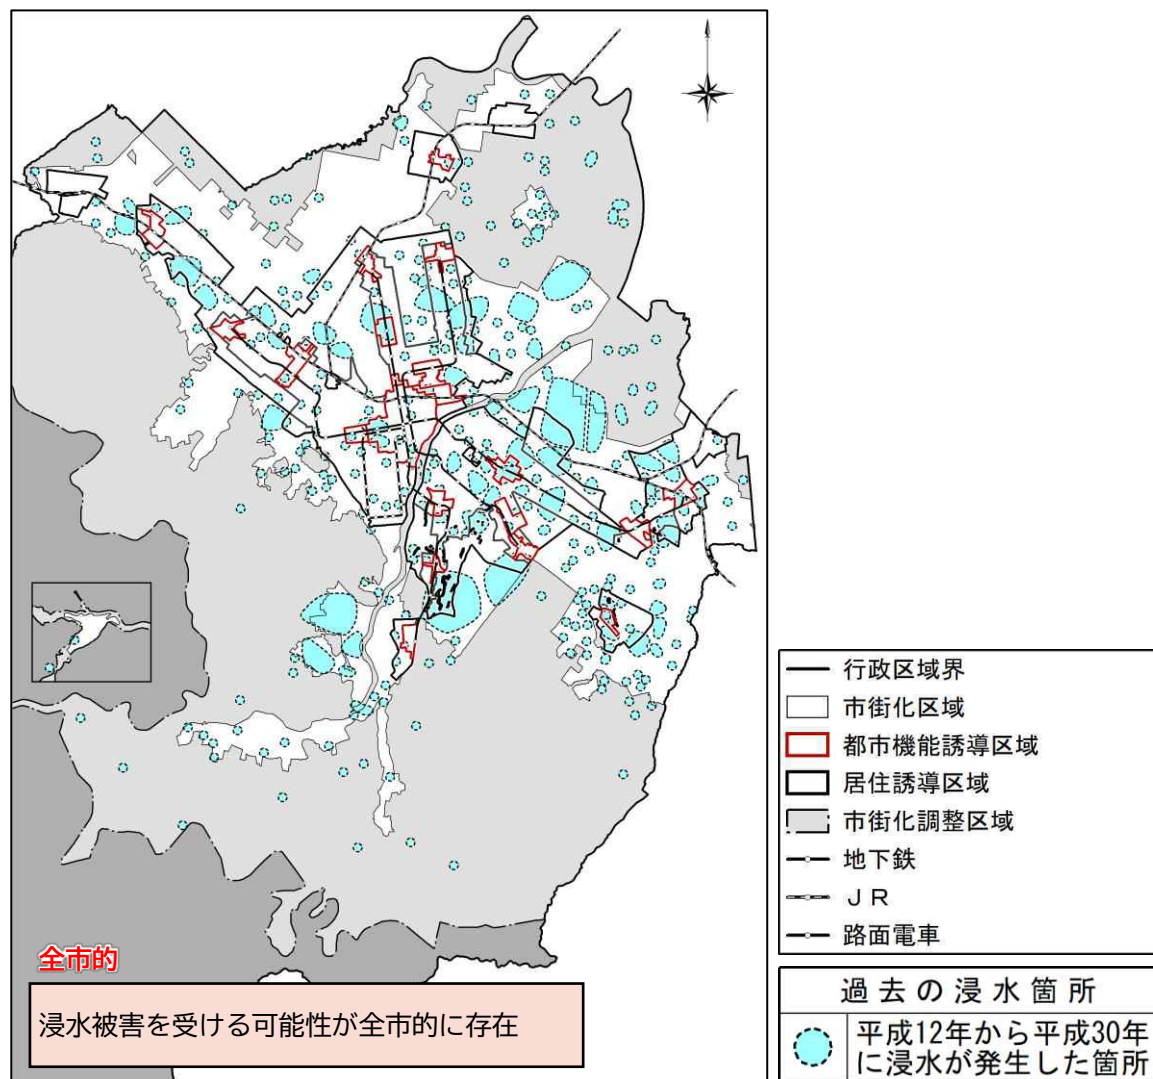 行政区域界
市街化区域
都市機能誘導区域
居住誘導区域
市街化調整区域
地下鉄
ＪＲ
路面電車
全市的
浸水被害を受ける可能性が全市的に存在
過去の浸水箇所
平成12年から平成30年
に浸水が発生した箇所